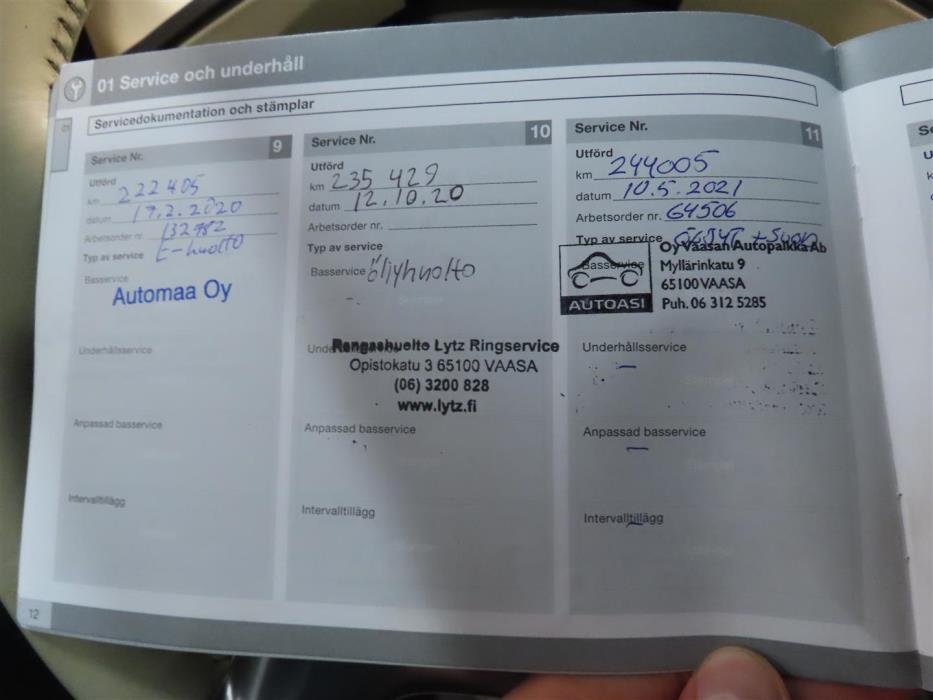 01 Service och underhåll
01
Servicedokumentation och stämplar
Service Nr. 9
Utförd
km 222 405
datum 17.2.2020
Arbetsorder nr. 132782
Typ av service E-huolto
Basservice
Automaa Oy
Underhållsservice
Anpassad basservice
Intervalltillägg
Service Nr. 10
Utförd
km 235 429
datum 12.10.20
Arbetsorder nr.
Typ av service
Basservice öljyhuolto
Rengashuolto Lytz Ringservice
Opistokatu 3 65100 VAASA
(06) 3200 828
www.lytz.fi
Anpassad basservice
Intervalltillägg
Service Nr. 11
Utförd
km 244005
datum 10.5.2021
Arbetsorder nr. 64506
Typ av service
Basservice
AUTOASI
Oy Vaasan Autopalkka Ab
Myllärinkatu 9
65100 VAASA
Puh. 06 312 5285
Underhållsservice
Anpassad basservice
Intervalltillägg
12